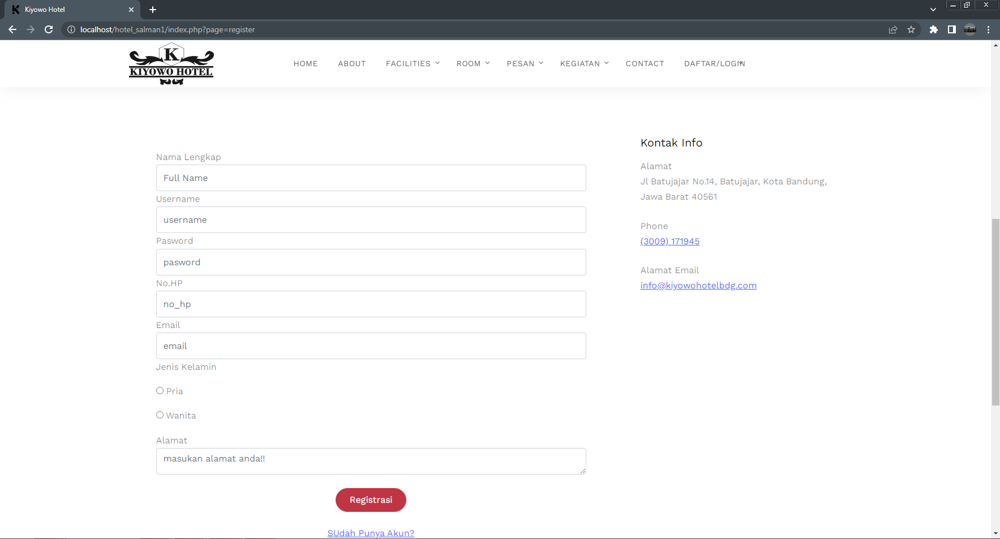 Kiyowo Hotel
localhost/hotel_salman1/index.php?page=register
K
KIYOWO HOTEL
HOME ABOUT FACILITIES ROOM PESAN KEGIATAN CONTACT DAFTAR/LOGIN
Nama Lengkap
Full Name
Username
username
Pasword
pasword
No.HP
no_hp
Email
email
Jenis Kelamin
Pria
Wanita
Alamat
masukan alamat anda!!
Registrasi
SUdah Punya Akun?
Kontak Info
Alamat
Jl Batujajar No.14, Batujajar, Kota Bandung,
Jawa Barat 40561
Phone
(3009) 171945
Alamat Email
info@kiyowohotelbdg.com